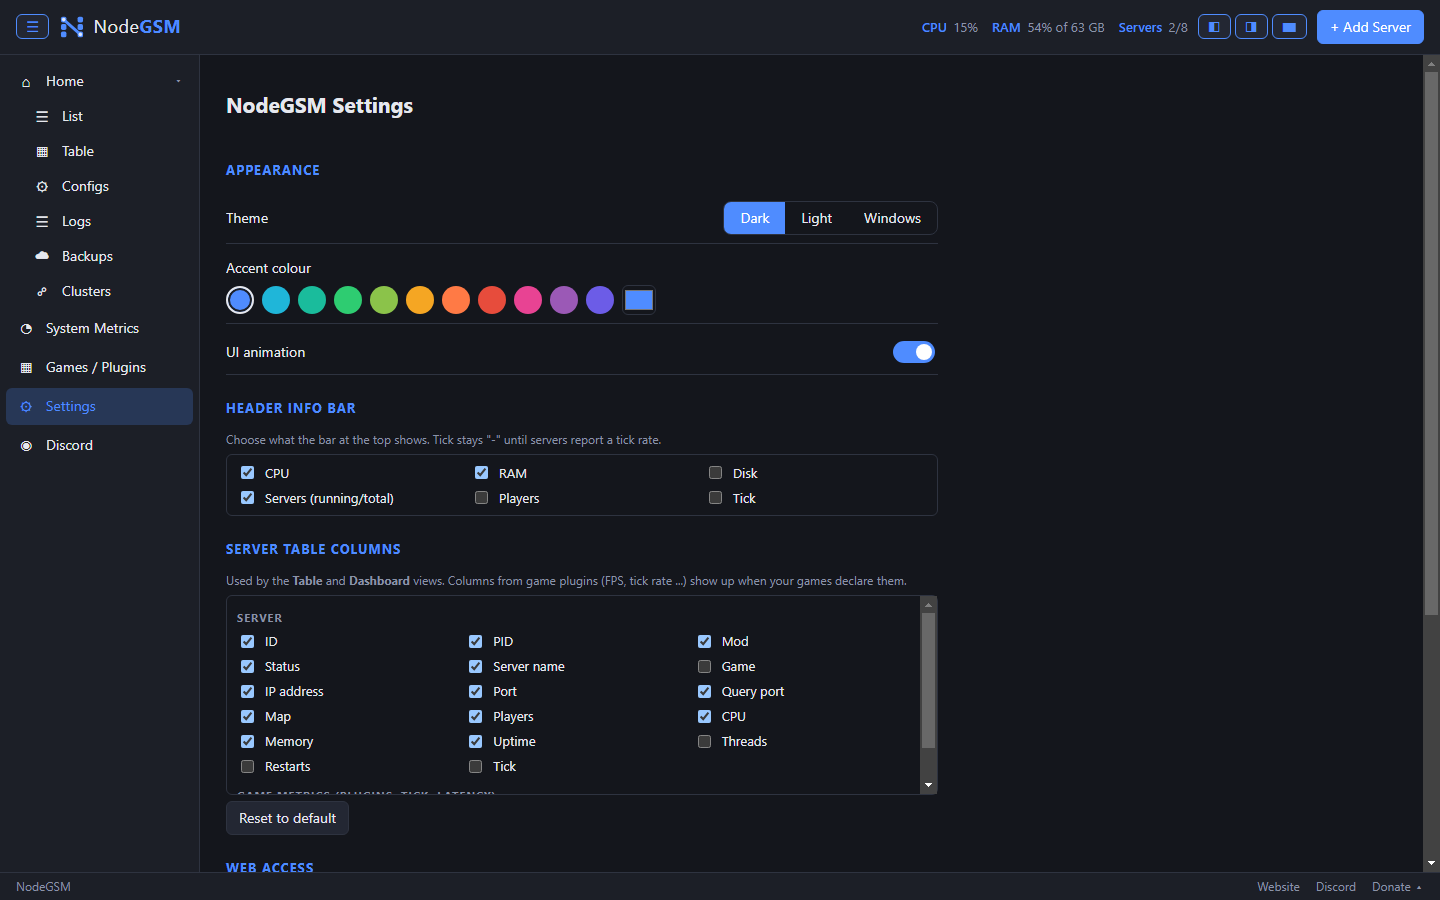 NodeGSM
CPU 15% RAM 54% of 63 GB Servers 2/8
+ Add Server
Home
List
Table
Configs
Logs
Backups
Clusters
System Metrics
Games / Plugins
Settings
Discord
NodeGSM Settings
APPEARANCE
Theme
Dark Light Windows
Accent colour
UI animation
HEADER INFO BAR
Choose what the bar at the top shows. Tick stays "-" until servers report a tick rate.
CPU RAM Disk
Servers (running/total) Players Tick
SERVER TABLE COLUMNS
Used by the Table and Dashboard views. Columns from game plugins (FPS, tick rate ...) show up when your games declare them.
SERVER
ID PID Mod
Status Server name Game
IP address Port Query port
Map Players CPU
Memory Uptime Threads
Restarts Tick
GAME METRICS (PLUGINS, TICK, LATENCY)
Reset to default
WEB ACCESS
NodeGSM
Website Discord Donate